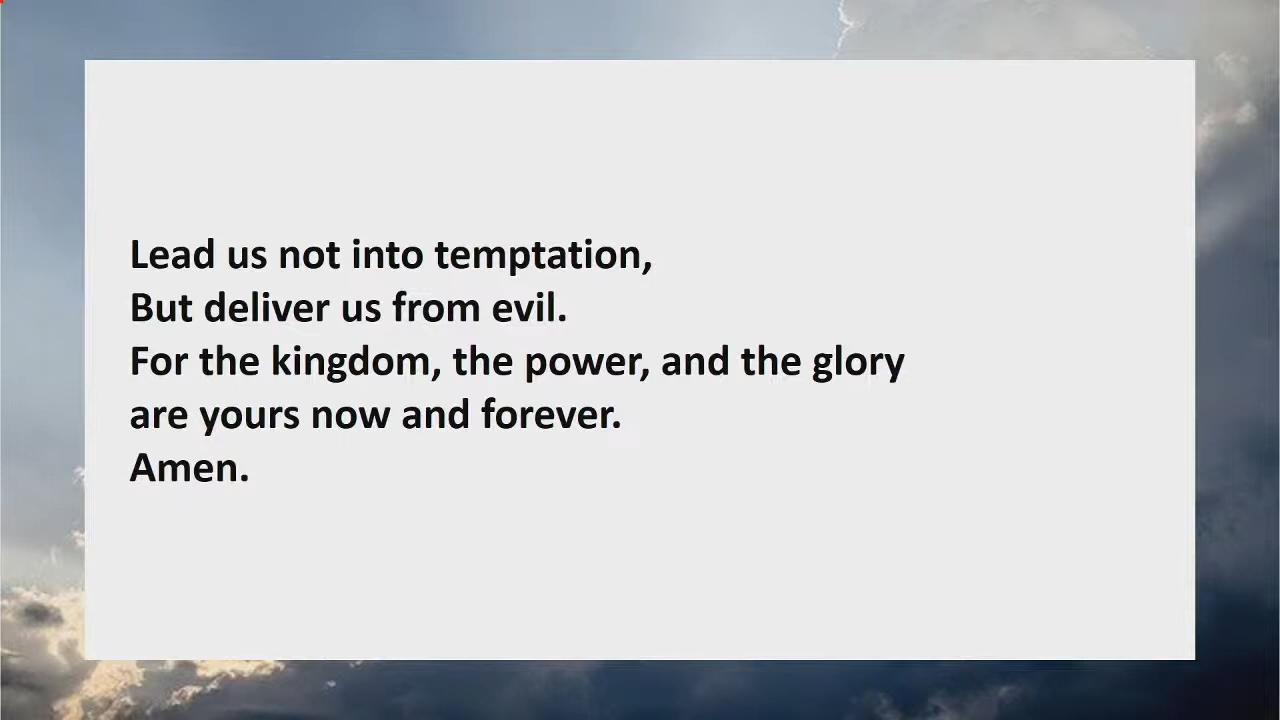 Lead us not into temptation,
But deliver us from evil.
For the kingdom, the power, and the glory
are yours now and forever.
Amen.